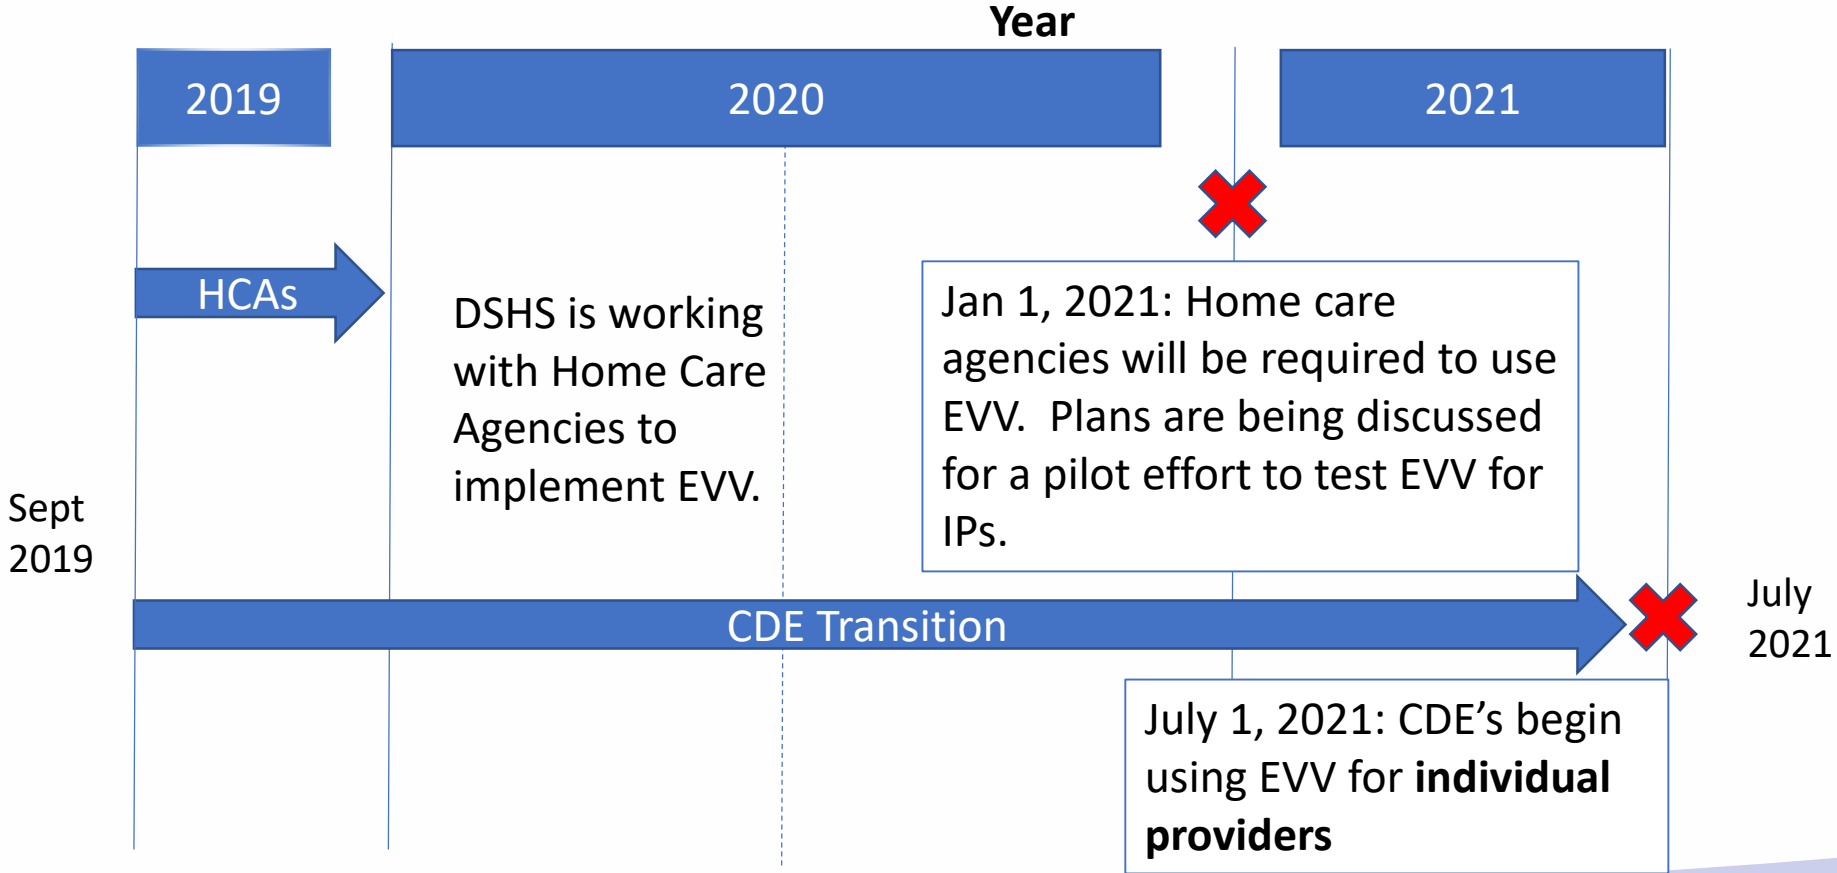 Year
2019
2020
2021
HCAs
DSHS is working
with Home Care
Agencies to
implement EVV.
Jan 1, 2021: Home care
agencies will be required to use
EVV.  Plans are being discussed
for a pilot effort to test EVV for
IPs.
Sept
2019
CDE Transition
July
2021
July 1, 2021: CDE’s begin
using EVV for individual
providers